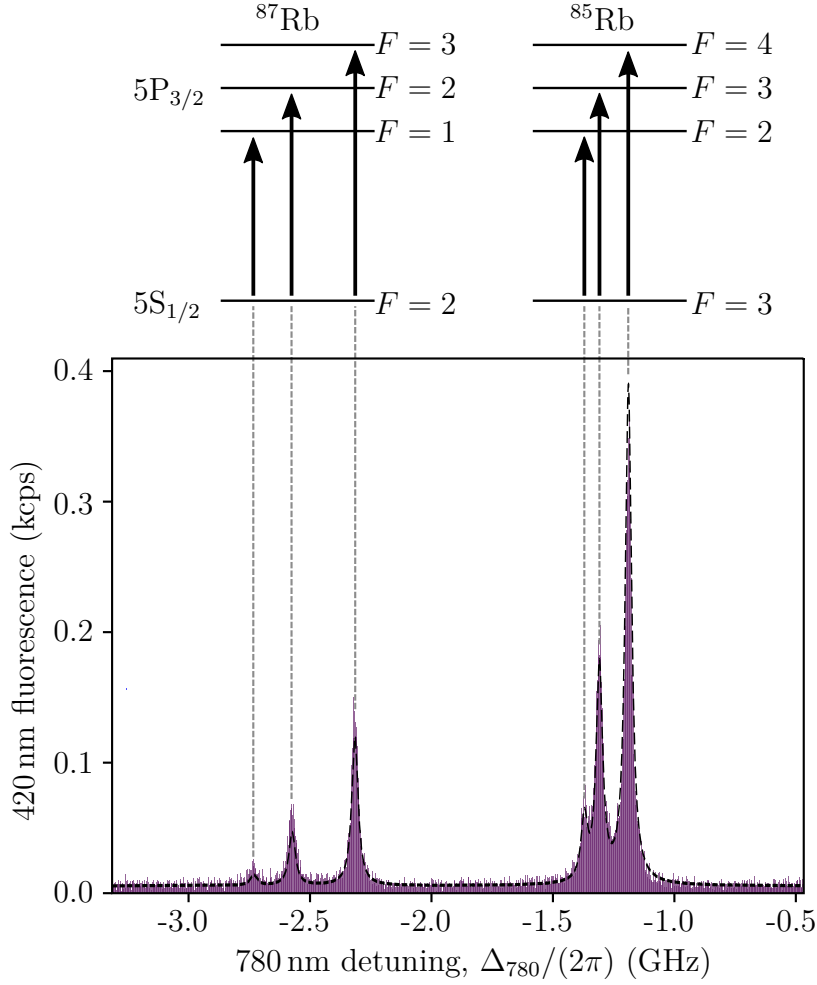 ⁸⁷Rb
⁸⁵Rb
F = 3
F = 4
5P₃/₂
F = 2
F = 3
F = 1
F = 2
5S₁/₂
F = 2
F = 3
0.4
0.3
0.2
0.1
0.0
420 nm fluorescence (kcps)
-3.0 -2.5 -2.0 -1.5 -1.0 -0.5
780 nm detuning, Δ₇₈₀/(2π) (GHz)